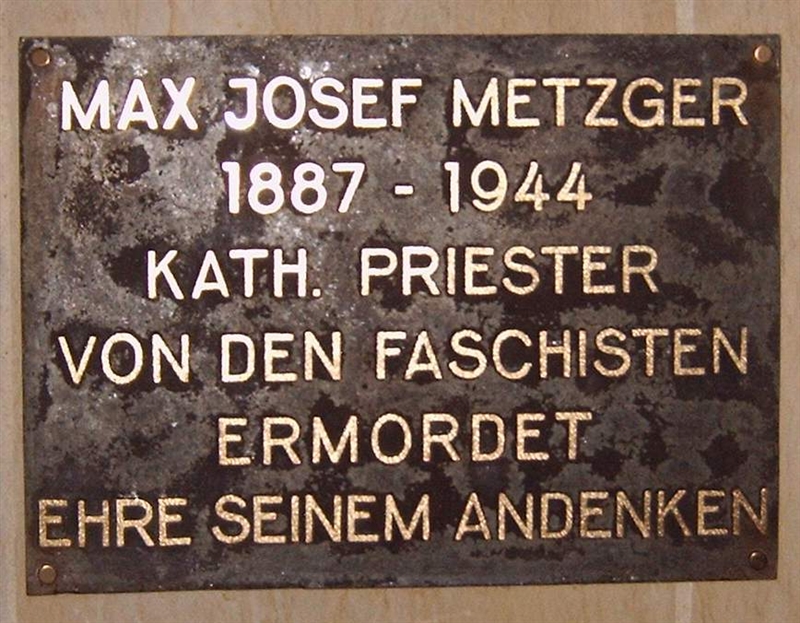 MAX JOSEF METZGER
1887 - 1944
KATH. PRIESTER
VON DEN FASCHISTEN
ERMORDET
EHRE SEINEM ANDENKEN